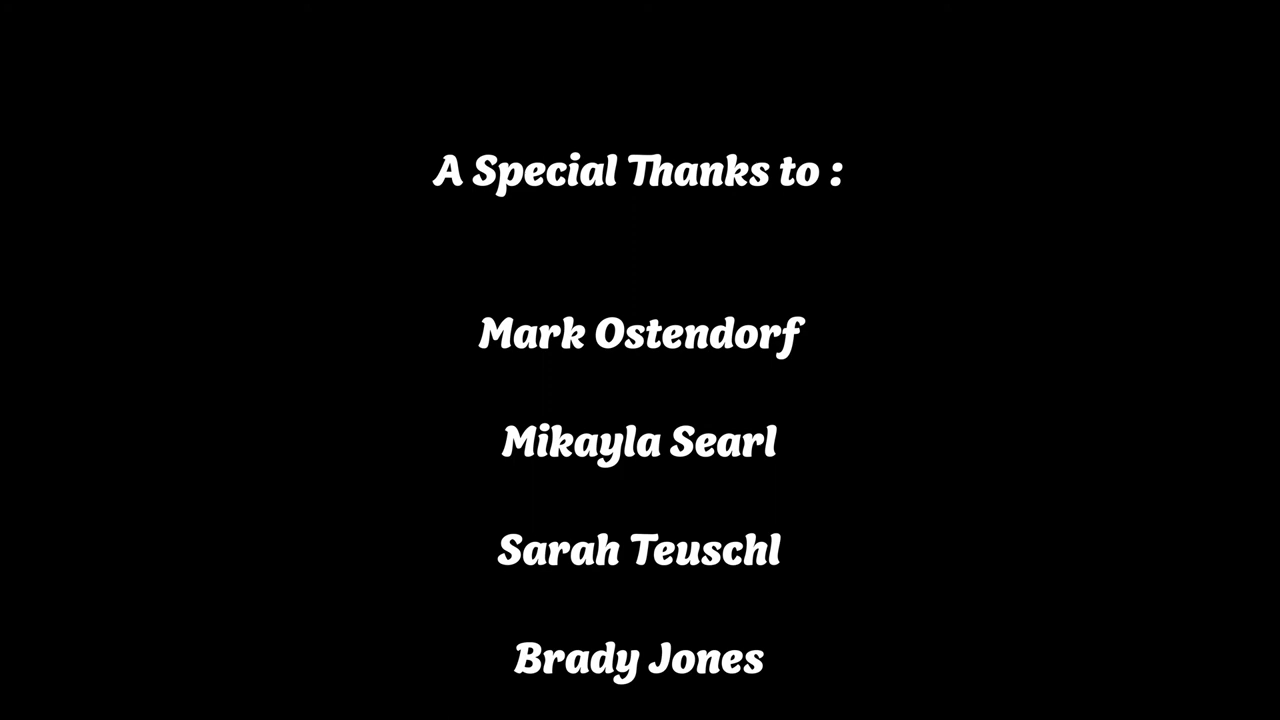 A Special Thanks to :
Mark Ostendorf
Mikayla Searl
Sarah Teuschl
Brady Jones